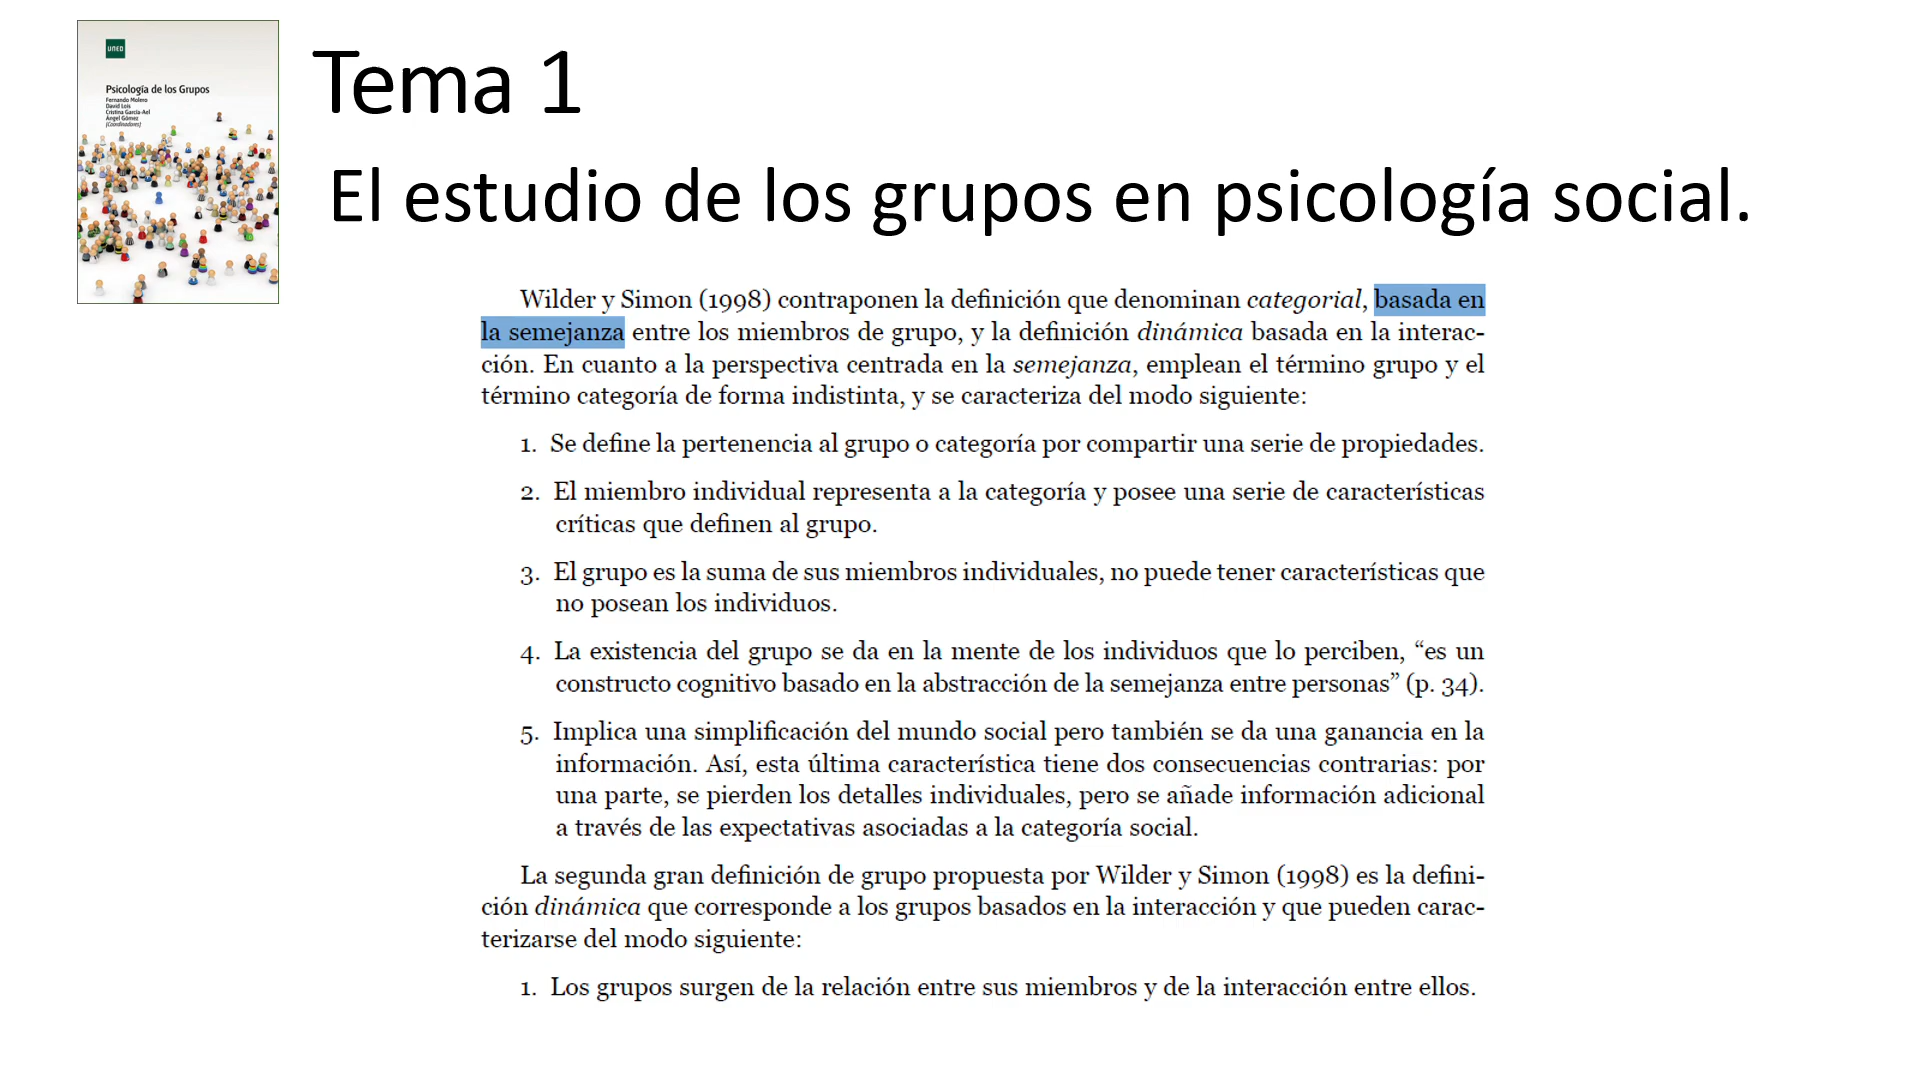 UNED
Psicología de los Grupos
Fernando Molero
David Lois
Cristina García-Ael
Ángel Gómez
(Coordinadores)
Tema 1
El estudio de los grupos en psicología social.
Wilder y Simon (1998) contraponen la definición que denominan categorial, basada en
la semejanza entre los miembros de grupo, y la definición dinámica basada en la interac-
ción. En cuanto a la perspectiva centrada en la semejanza, emplean el término grupo y el
término categoría de forma indistinta, y se caracteriza del modo siguiente:
1. Se define la pertenencia al grupo o categoría por compartir una serie de propiedades.
2. El miembro individual representa a la categoría y posee una serie de características
críticas que definen al grupo.
3. El grupo es la suma de sus miembros individuales, no puede tener características que
no posean los individuos.
4. La existencia del grupo se da en la mente de los individuos que lo perciben, “es un
constructo cognitivo basado en la abstracción de la semejanza entre personas” (p. 34).
5. Implica una simplificación del mundo social pero también se da una ganancia en la
información. Así, esta última característica tiene dos consecuencias contrarias: por
una parte, se pierden los detalles individuales, pero se añade información adicional
a través de las expectativas asociadas a la categoría social.
La segunda gran definición de grupo propuesta por Wilder y Simon (1998) es la defini-
ción dinámica que corresponde a los grupos basados en la interacción y que pueden carac-
terizarse del modo siguiente:
1. Los grupos surgen de la relación entre sus miembros y de la interacción entre ellos.